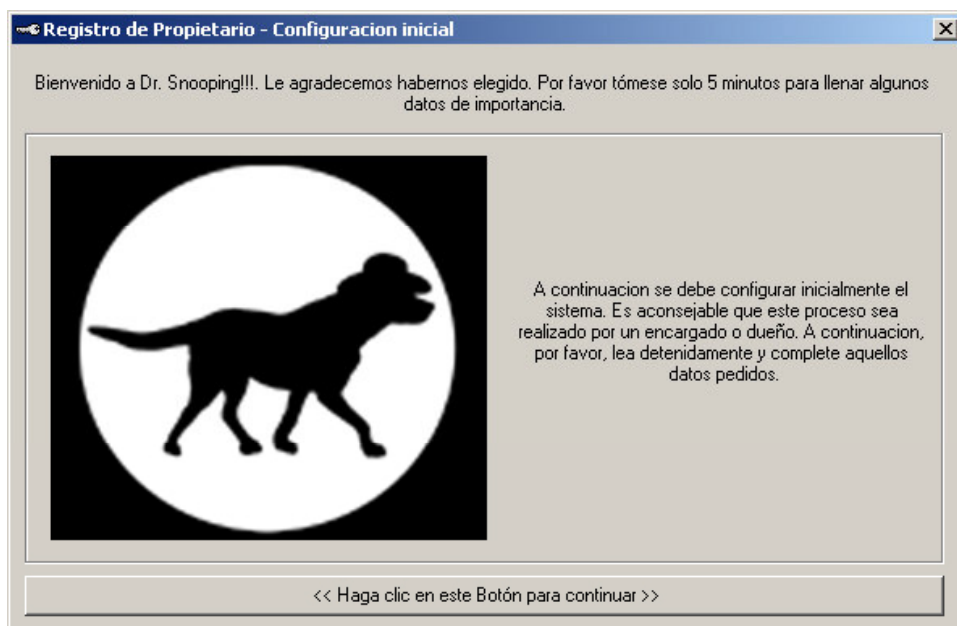 Registro de Propietario - Configuracion inicial
Bienvenido a Dr. Snooping!!!. Le agradecemos habernos elegido. Por favor tómese solo 5 minutos para llenar algunos
datos de importancia.
A continuacion se debe configurar inicialmente el
sistema. Es aconsejable que este proceso sea
realizado por un encargado o dueño. A continuacion,
por favor, lea detenidamente y complete aquellos
datos pedidos.
<< Haga clic en este Botón para continuar >>